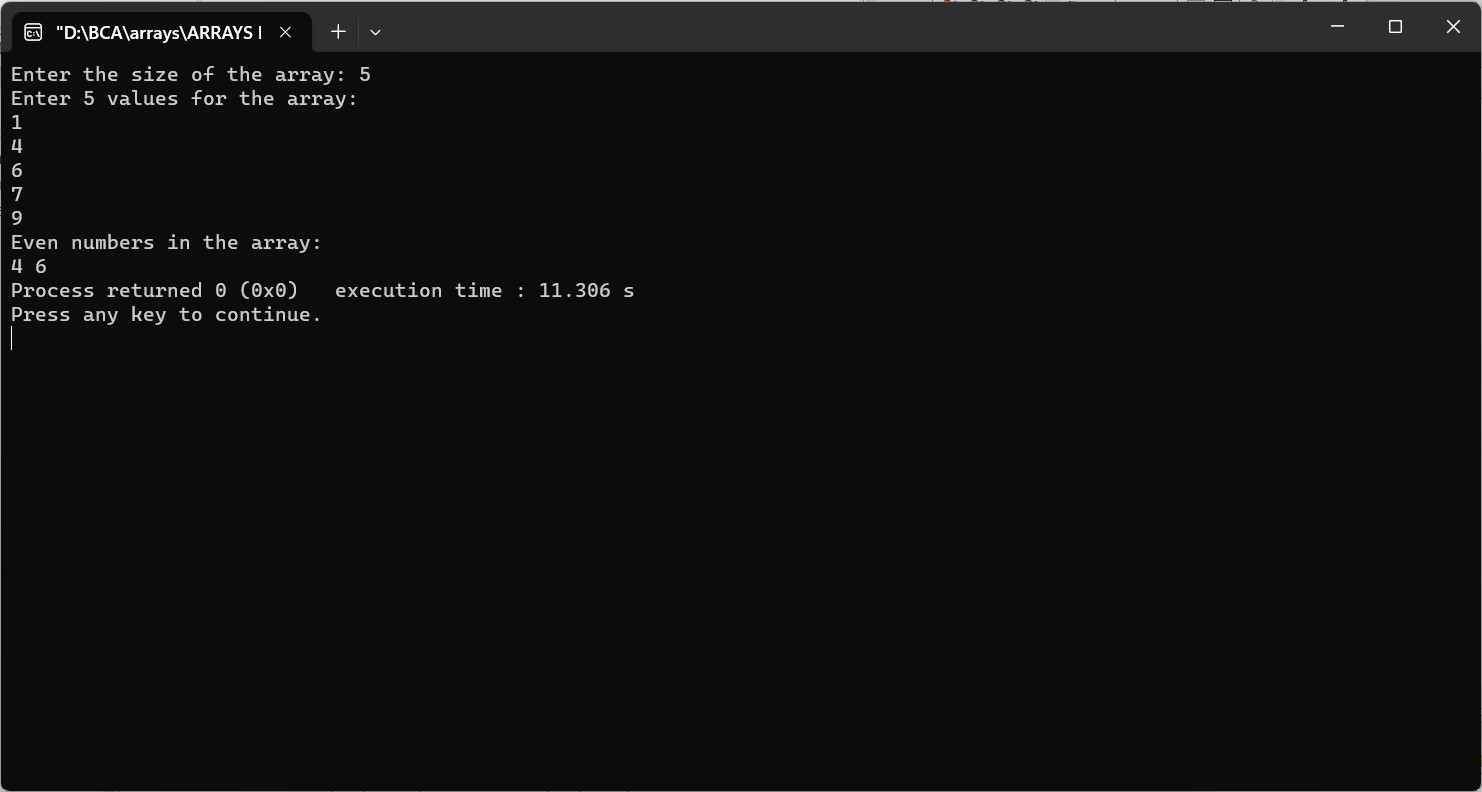 "D:\BCA\arrays\ARRAYS I
Enter the size of the array: 5
Enter 5 values for the array:
1
4
6
7
9
Even numbers in the array:
4 6
Process returned 0 (0x0)   execution time : 11.306 s
Press any key to continue.